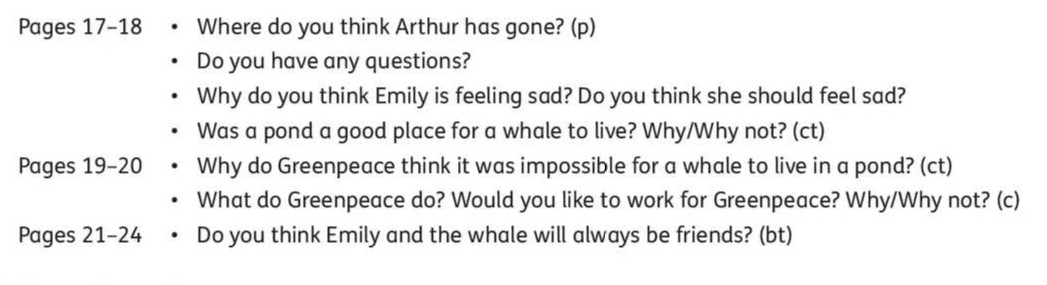 Pages 17–18 • Where do you think Arthur has gone? (p)
• Do you have any questions?
• Why do you think Emily is feeling sad? Do you think she should feel sad?
• Was a pond a good place for a whale to live? Why/Why not? (ct)
Pages 19–20 • Why do Greenpeace think it was impossible for a whale to live in a pond? (ct)
• What do Greenpeace do? Would you like to work for Greenpeace? Why/Why not? (c)
Pages 21–24 • Do you think Emily and the whale will always be friends? (bt)